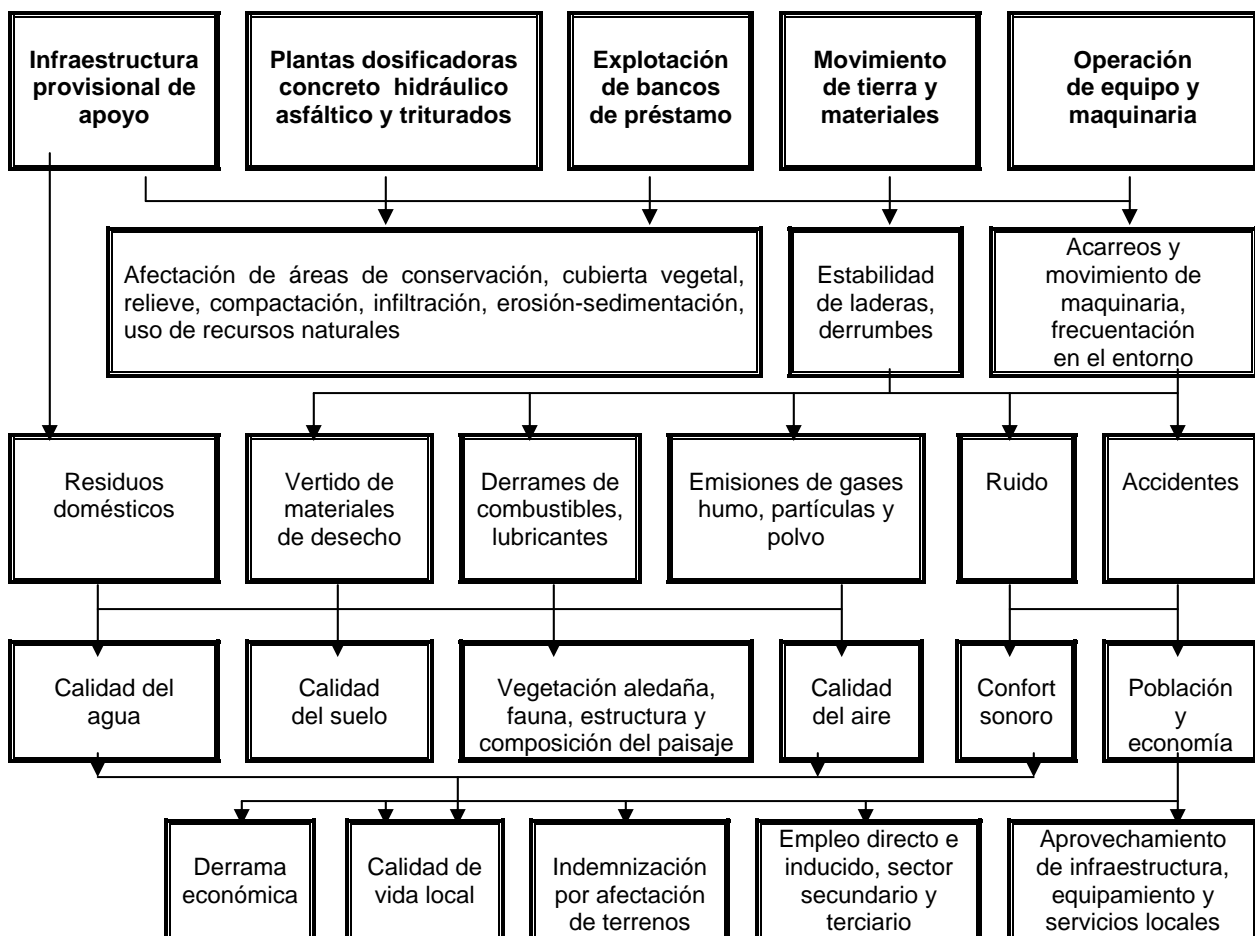 Infraestructura
provisional de
apoyo
Plantas dosificadoras
concreto hidráulico
asfáltico y triturados
Explotación
de bancos
de préstamo
Movimiento
de tierra y
materiales
Operación
de equipo y
maquinaria
Afectación de áreas de conservación, cubierta vegetal,
relieve, compactación, infiltración, erosión-sedimentación,
uso de recursos naturales
Estabilidad
de laderas,
derrumbes
Acarreos y
movimiento de
maquinaria,
frecuentación
en el entorno
Residuos
domésticos
Vertido de
materiales
de desecho
Derrames de
combustibles,
lubricantes
Emisiones de gases
humo, partículas y
polvo
Ruido
Accidentes
Calidad del
agua
Calidad
del suelo
Vegetación aledaña,
fauna, estructura y
composición del paisaje
Calidad
del aire
Confort
sonoro
Población
y
economía
Derrama
económica
Calidad de
vida local
Indemnización
por afectación
de terrenos
Empleo directo e
inducido, sector
secundario y
terciario
Aprovechamiento
de infraestructura,
equipamiento y
servicios locales